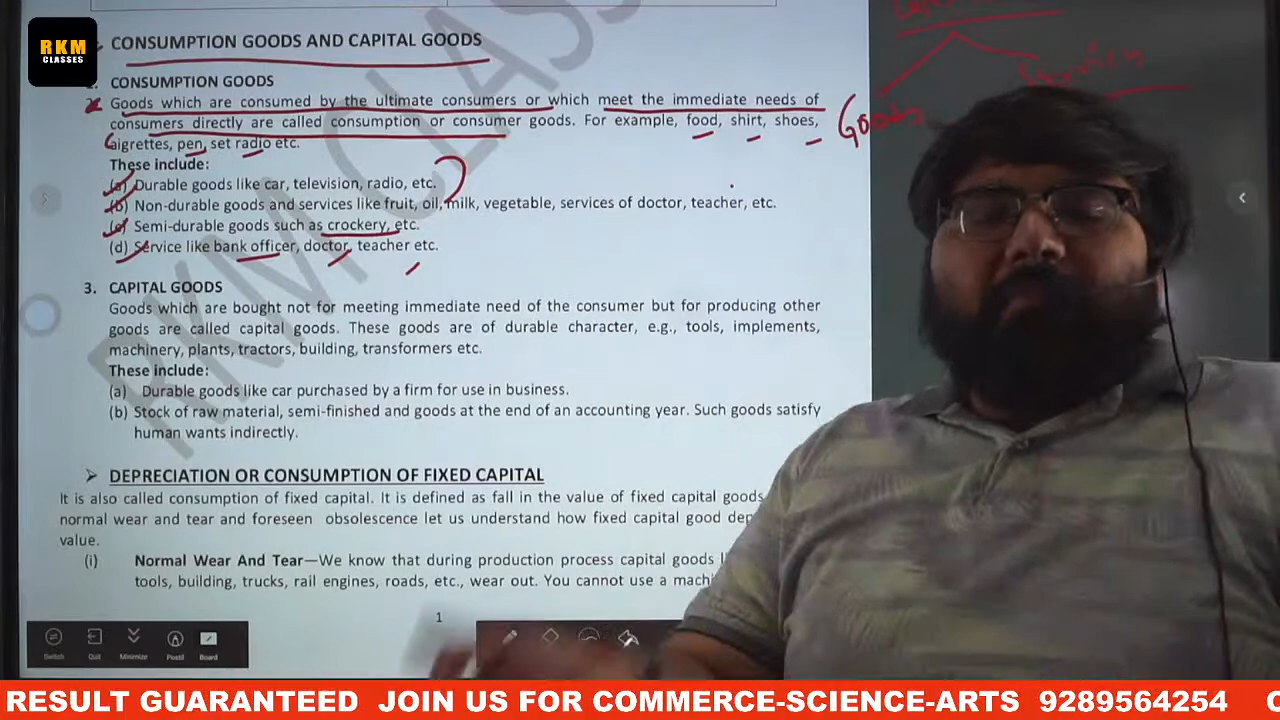 RKM
CLASSES
CONSUMPTION GOODS AND CAPITAL GOODS
CONSUMPTION GOODS
Goods which are consumed by the ultimate consumers or which meet the immediate needs of
consumers directly are called consumption or consumer goods. For example, food, shirt, shoes,
aigrettes, pen, set radio etc.
These include:
(a) Durable goods like car, television, radio, etc.
(b) Non-durable goods and services like fruit, oil, milk, vegetable, services of doctor, teacher, etc.
(c) Semi-durable goods such as crockery, etc.
(d) Service like bank officer, doctor, teacher etc.
Goods
3. CAPITAL GOODS
Goods which are bought not for meeting immediate need of the consumer but for producing other
goods are called capital goods. These goods are of durable character, e.g., tools, implements,
machinery, plants, tractors, building, transformers etc.
These include:
(a) Durable goods like car purchased by a firm for use in business.
(b) Stock of raw material, semi-finished and goods at the end of an accounting year. Such goods satisfy
human wants indirectly.
➢ DEPRECIATION OR CONSUMPTION OF FIXED CAPITAL
It is also called consumption of fixed capital. It is defined as fall in the value of fixed capital goods
normal wear and tear and foreseen obsolescence let us understand how fixed capital good
value.
(i) Normal Wear And Tear—We know that during production process capital goods
tools, building, trucks, rail engines, roads, etc., wear out. You cannot use a
1
Switch Quit Minimize Pencil Board
RKM CLASS
RESULT GUARANTEED JOIN US FOR COMMERCE-SCIENCE-ARTS 9289564254